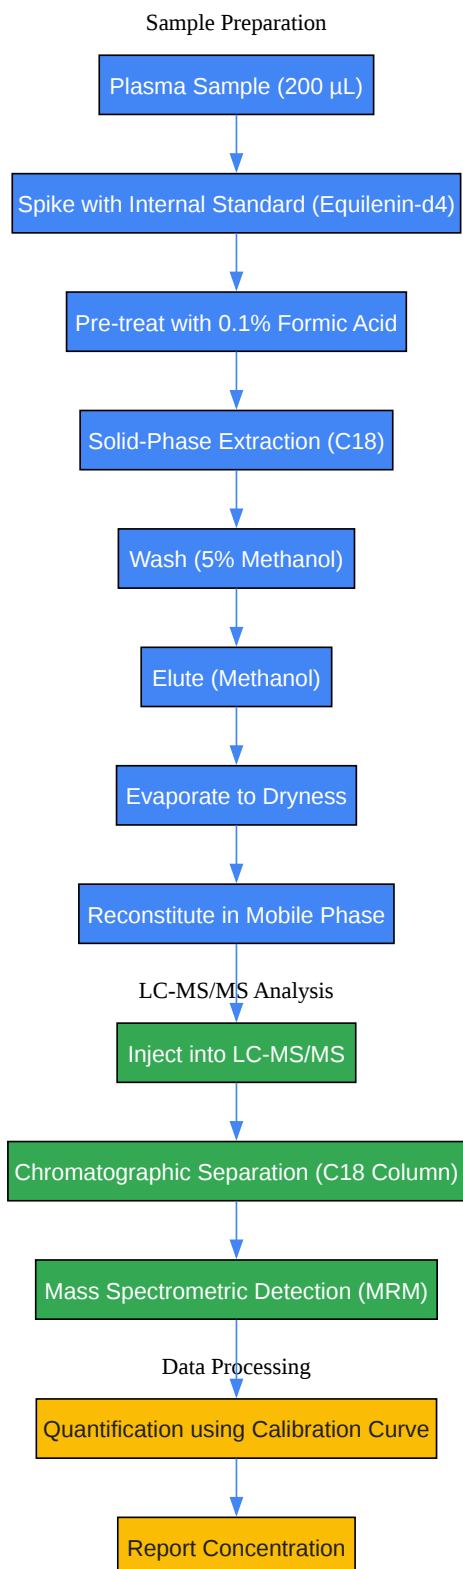 Sample Preparation
Plasma Sample (200 µL)
Spike with Internal Standard (Equilenin-d4)
Pre-treat with 0.1% Formic Acid
Solid-Phase Extraction (C18)
Wash (5% Methanol)
Elute (Methanol)
Evaporate to Dryness
Reconstitute in Mobile Phase
LC-MS/MS Analysis
Inject into LC-MS/MS
Chromatographic Separation (C18 Column)
Mass Spectrometric Detection (MRM)
Data Processing
Quantification using Calibration Curve
Report Concentration